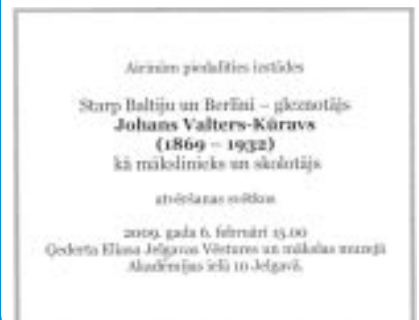 Aicinām piedalīties izstādes
Starp Baltiju un Berlīni – gleznotājs
Johans Valters-Kūravs
(1869 – 1932)
kā mākslinieks un skolotājs
atvēršanas svētkos
2009. gada 6. februārī 15.00
Ģederta Eliasa Jelgavas Vēstures un mākslas muzejā
Akadēmijas ielā 10 Jelgavā.